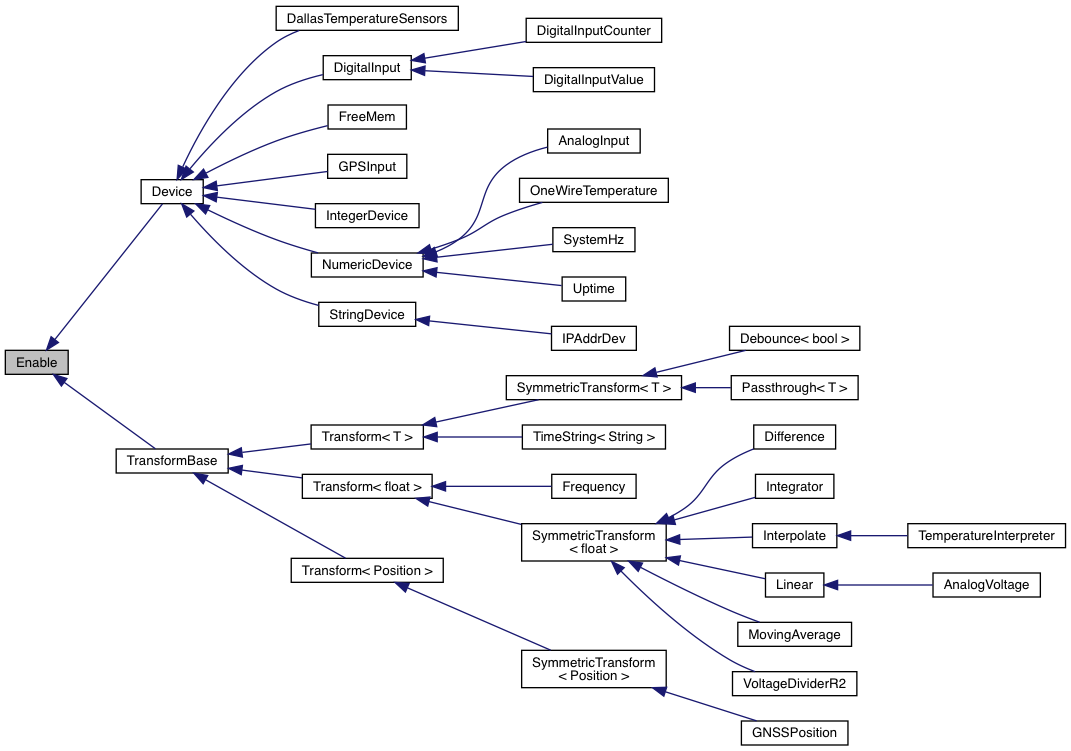 DallasTemperatureSensors
DigitalInputCounter
DigitalInput
DigitalInputValue
FreeMem
AnalogInput
GPSInput
Device
OneWireTemperature
IntegerDevice
SystemHz
NumericDevice
Uptime
StringDevice
IPAddrDev
Debounce< bool >
Enable
SymmetricTransform< T >
Passthrough< T >
Transform< T >
TimeString< String >
Difference
TransformBase
Transform< float >
Frequency
Integrator
SymmetricTransform
< float >
Interpolate
TemperatureInterpreter
Transform< Position >
Linear
AnalogVoltage
MovingAverage
SymmetricTransform
< Position >
VoltageDividerR2
GNSSPosition